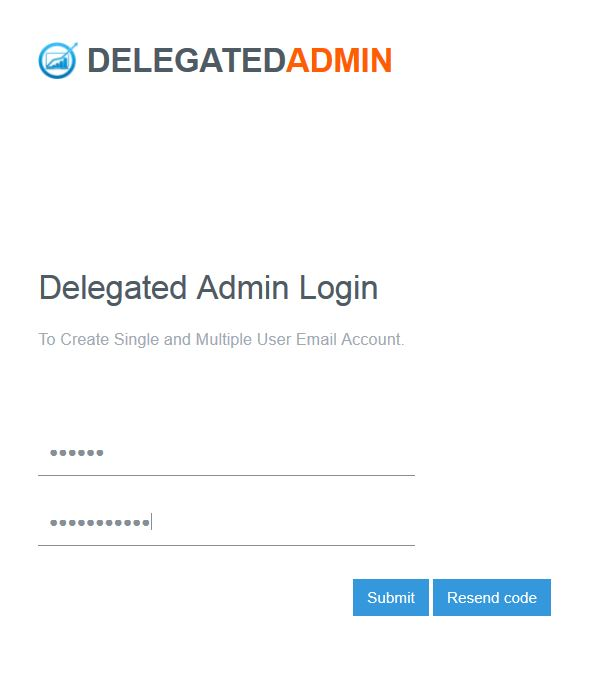 DELEGATEDADMIN
Delegated Admin Login
To Create Single and Multiple User Email Account.
••••••
•••••••••••
Submit Resend code